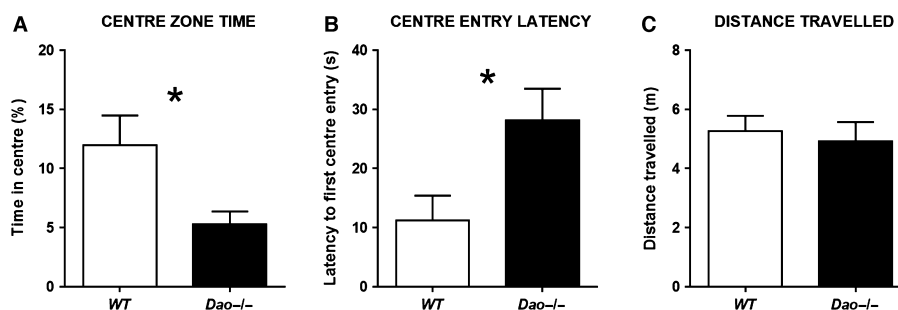 A CENTRE ZONE TIME
Time in centre (%)
20
15
10
5
0
*
WT Dao–/–
B CENTRE ENTRY LATENCY
Latency to first centre entry (s)
40
30
20
10
0
*
WT Dao–/–
C DISTANCE TRAVELLED
Distance travelled (m)
8
6
4
2
0
WT Dao–/–